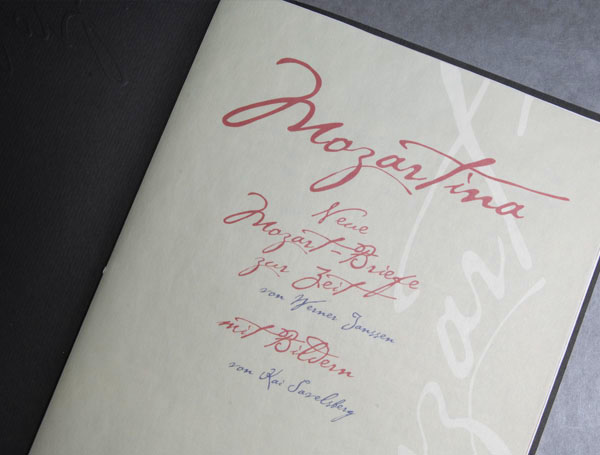 Mozartina
Neue
Mozart-Briefe
zur Zeit
von Werner Janssen
mit Bildern
von Kai Savelsberg